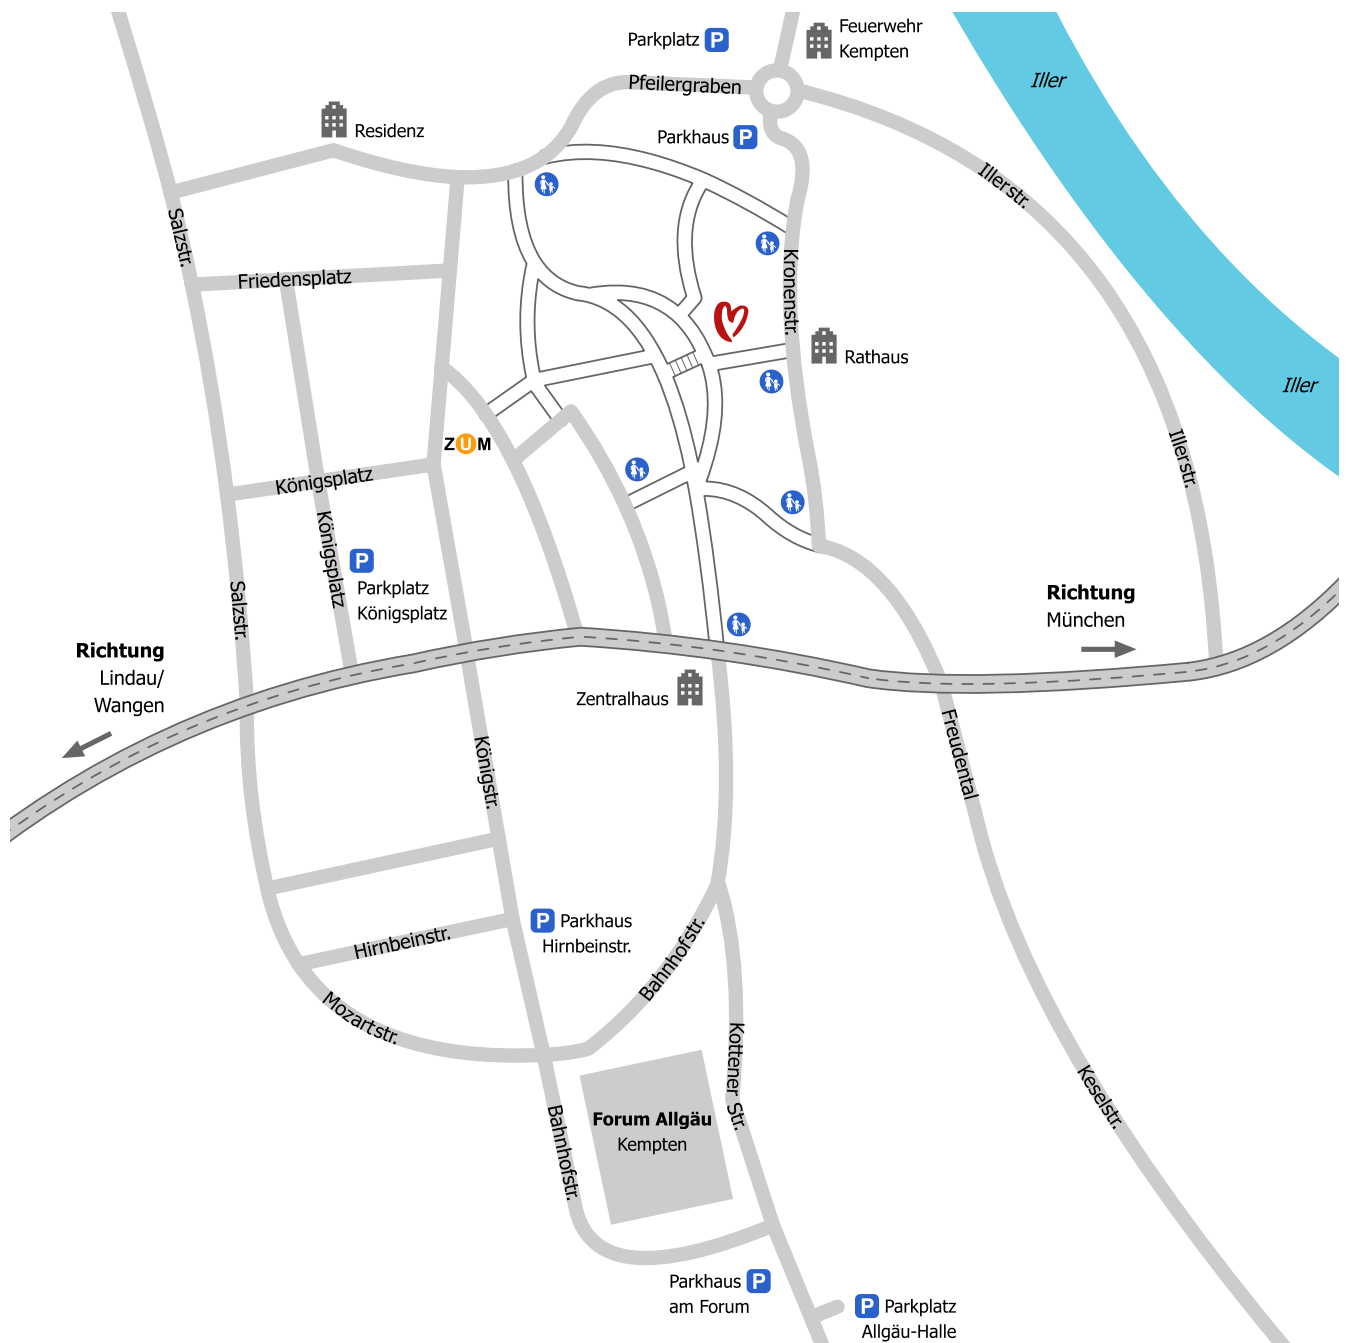 Feuerwehr
Kempten
Parkplatz P
Iller
Pfeilergraben
Residenz
Parkhaus P
Illerstr.
Salzstr.
Friedensplatz
Kronenstr.
Rathaus
Iller
ZUM
Illerstr.
Königsplatz
Königsplatz
P
Parkplatz
Königsplatz
Salzstr.
Richtung
München
Richtung
Lindau/
Wangen
Zentralhaus
Freudental
Königstr.
P Parkhaus
Hirnbeinstr.
Hirnbeinstr.
Bahnhofstr.
Mozartstr.
Kottener Str.
Keselstr.
Forum Allgäu
Kempten
Bahnhofstr.
Parkhaus P
am Forum
P Parkplatz
Allgäu-Halle